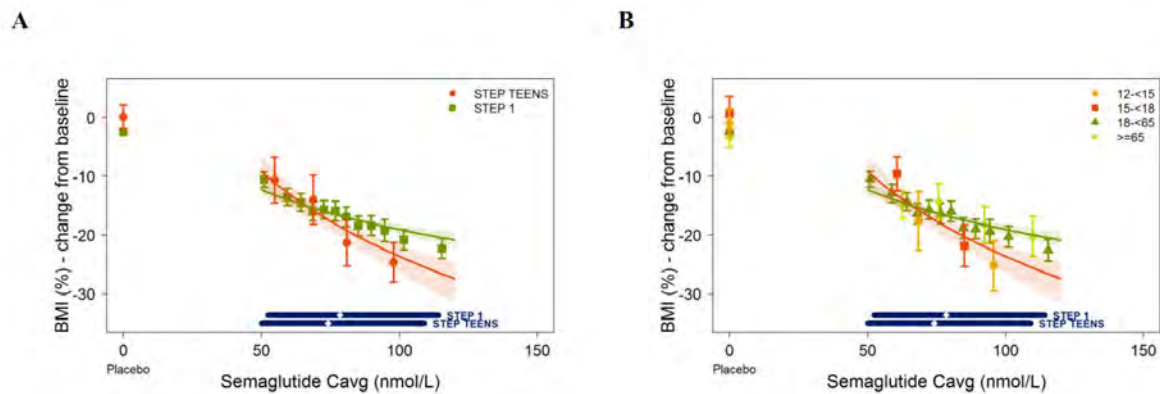 A
BMI (%) - change from baseline
0
-10
-20
-30
STEP TEENS
STEP 1
STEP 1
STEP TEENS
0
50
100
150
Placebo
Semaglutide Cavg (nmol/L)
B
BMI (%) - change from baseline
0
-10
-20
-30
12-<15
15-<18
18-<65
>=65
STEP 1
STEP TEENS
0
50
100
150
Placebo
Semaglutide Cavg (nmol/L)